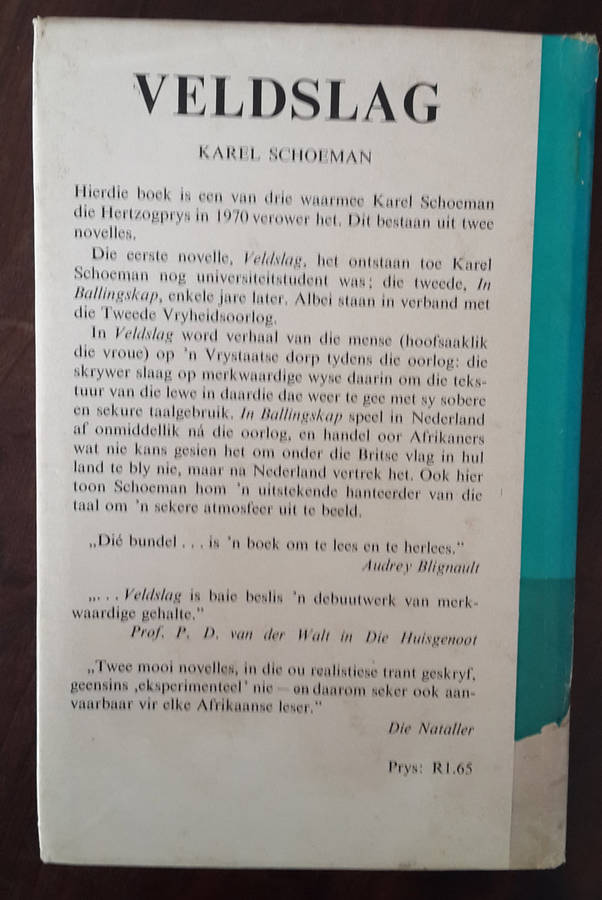 VELDSLAG
KAREL SCHOEMAN
Hierdie boek is een van drie waarmee Karel Schoeman
die Hertzogprys in 1970 verower het. Dit bestaan uit twee
novelles.
Die eerste novelle, Veldslag, het ontstaan toe Karel
Schoeman nog universiteitstudent was; die tweede, In
Ballingskap, enkele jare later. Albei staan in verband met
die Tweede Vryheidsoorlog.
In Veldslag word verhaal van die mense (hoofsaaklik
die vroue) op 'n Vrystaatse dorp tydens die oorlog: die
skrywer slaag op merkwaardige wyse daarin om die teks-
tuur van die lewe in daardie dae weer te gee met sy sobere
en sekure taalgebruik. In Ballingskap speel in Nederland
af onmiddellik ná die oorlog, en handel oor Afrikaners
wat nie kans gesien het om onder die Britse vlag in hul
land te bly nie, maar na Nederland vertrek het. Ook hier
toon Schoeman hom 'n uitstekende hanteerder van die
taal om 'n sekere atmosfeer uit te beeld.
„Dié bundel . . . is 'n boek om te lees en te herlees."
Audrey Blignault
„. . . Veldslag is baie beslis 'n debuutwerk van merk-
waardige gehalte."
Prof. P. D. van der Walt in Die Huisgenoot
„Twee mooi novelles, in die ou realistiese trant geskryf,
geensins ‚eksperimenteel' nie — en daarom seker ook aan-
vaarbaar vir elke Afrikaanse leser."
Die Nataller
Prys: R1.65